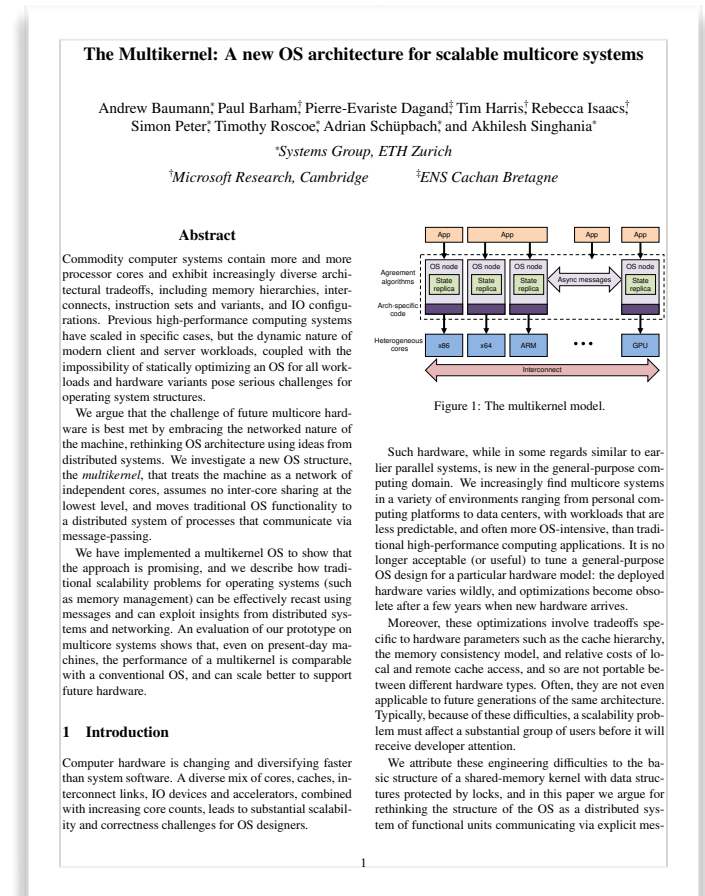 The Multikernel: A new OS architecture for scalable multicore systems
Andrew Baumann,* Paul Barham,† Pierre-Evariste Dagand,‡ Tim Harris,† Rebecca Isaacs,†
Simon Peter,* Timothy Roscoe,* Adrian Schüpbach,* and Akhilesh Singhania*
*Systems Group, ETH Zurich
†Microsoft Research, Cambridge ‡ENS Cachan Bretagne
Abstract
Commodity computer systems contain more and more
processor cores and exhibit increasingly diverse archi-
tectural tradeoffs, including memory hierarchies, inter-
connects, instruction sets and variants, and IO configu-
rations. Previous high-performance computing systems
have scaled in specific cases, but the dynamic nature of
modern client and server workloads, coupled with the
impossibility of statically optimizing an OS for all work-
loads and hardware variants pose serious challenges for
operating system structures.
We argue that the challenge of future multicore hard-
ware is best met by embracing the networked nature of
the machine, rethinking OS architecture using ideas from
distributed systems. We investigate a new OS structure,
the multikernel, that treats the machine as a network of
independent cores, assumes no inter-core sharing at the
lowest level, and moves traditional OS functionality to
a distributed system of processes that communicate via
message-passing.
We have implemented a multikernel OS to show that
the approach is promising, and we describe how tradi-
tional scalability problems for operating systems (such
as memory management) can be effectively recast using
messages and can exploit insights from distributed sys-
tems and networking. An evaluation of our prototype on
multicore systems shows that, even on present-day ma-
chines, the performance of a multikernel is comparable
with a conventional OS, and can scale better to support
future hardware.
1 Introduction
Computer hardware is changing and diversifying faster
than system software. A diverse mix of cores, caches, in-
terconnect links, IO devices and accelerators, combined
with increasing core counts, leads to substantial scalabil-
ity and correctness challenges for OS designers.
App App App App
Agreement
algorithms
OS node OS node OS node OS node
State
replica
State
replica
State
replica
Async messages
State
replica
Arch-specific
code
Heterogeneous
cores
x86 x64 ARM ••• GPU
Interconnect
Figure 1: The multikernel model.
Such hardware, while in some regards similar to ear-
lier parallel systems, is new in the general-purpose com-
puting domain. We increasingly find multicore systems
in a variety of environments ranging from personal com-
puting platforms to data centers, with workloads that are
less predictable, and often more OS-intensive, than tradi-
tional high-performance computing applications. It is no
longer acceptable (or useful) to tune a general-purpose
OS design for a particular hardware model: the deployed
hardware varies wildly, and optimizations become obso-
lete after a few years when new hardware arrives.
Moreover, these optimizations involve tradeoffs spe-
cific to hardware parameters such as the cache hierarchy,
the memory consistency model, and relative costs of lo-
cal and remote cache access, and so are not portable be-
tween different hardware types. Often, they are not even
applicable to future generations of the same architecture.
Typically, because of these difficulties, a scalability prob-
lem must affect a substantial group of users before it will
receive developer attention.
We attribute these engineering difficulties to the ba-
sic structure of a shared-memory kernel with data struc-
tures protected by locks, and in this paper we argue for
rethinking the structure of the OS as a distributed sys-
tem of functional units communicating via explicit mes-
1